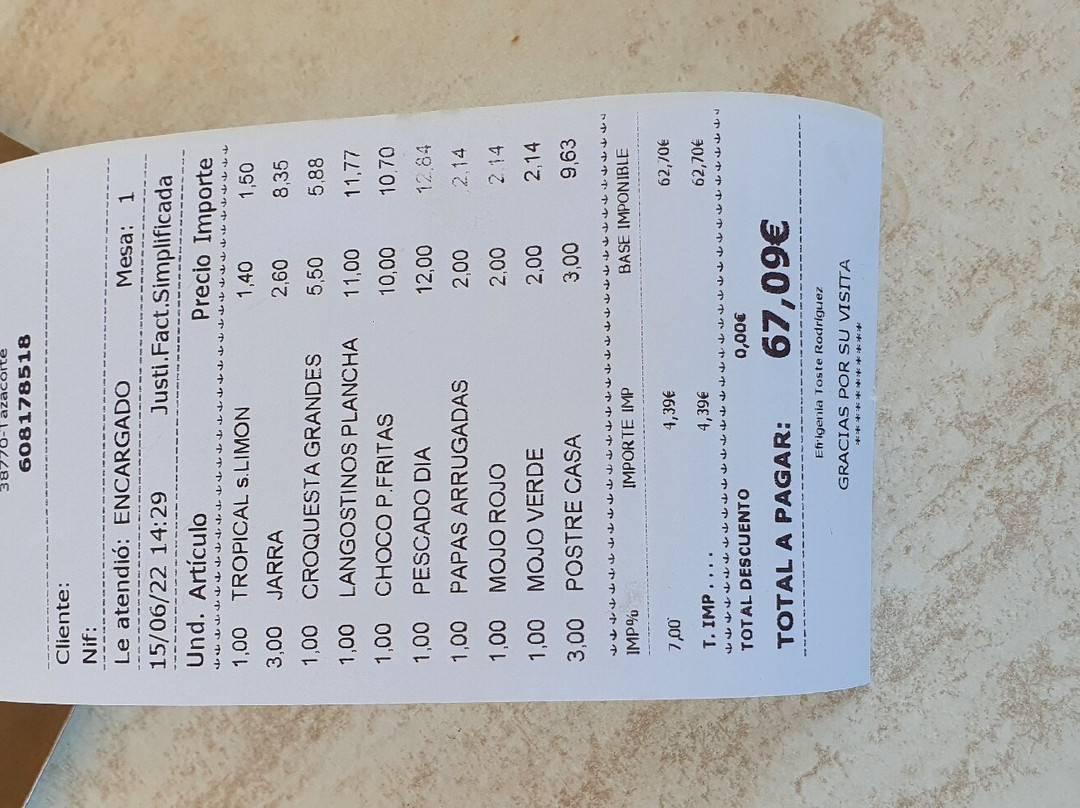 38770-Tazacorte
608178518
Cliente:
Nif:
Le atendió: ENCARGADO Mesa: 1
15/06/22 14:29 Justi.Fact.Simplificada
Und. Artículo Precio Importe
1,00 TROPICAL s.LIMON 1,40 1,50
3,00 JARRA 2,60 8,35
1,00 CROQUESTA GRANDES 5,50 5,88
1,00 LANGOSTINOS PLANCHA 11,00 11,77
1,00 CHOCO P.FRITAS 10,00 10,70
1,00 PESCADO DIA 12,00 12,84
1,00 PAPAS ARRUGADAS 2,00 2,14
1,00 MOJO ROJO 2,00 2,14
1,00 MOJO VERDE 2,00 2,14
3,00 POSTRE CASA 3,00 9,63
IMP% IMPORTE IMP BASE IMPONIBLE
7,00 4,39€ 62,70€
T. IMP.... 4,39€ 62,70€
TOTAL DESCUENTO 0,00€
TOTAL A PAGAR: 67,09€
Efrigenia Toste Rodríguez
GRACIAS POR SU VISITA
**********